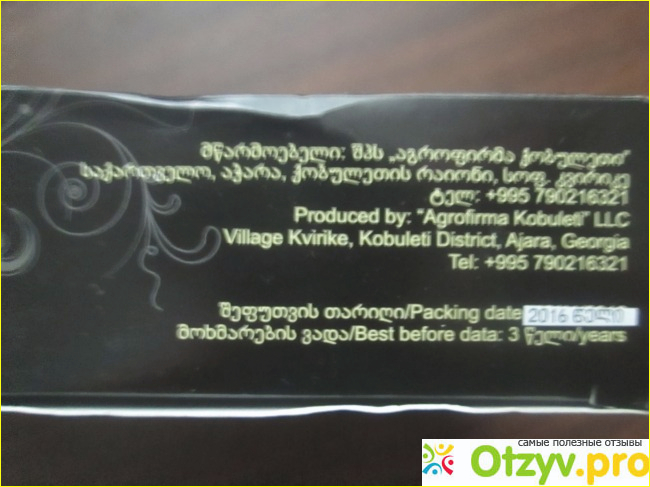 მწარმოებელი: შპს „აგროფირმა ქობულეთი"
საქართველო, აჭარა, ქობულეთის რაიონი, სოფ. კვირიკე
ტელ: +995 790216321
Produced by: "Agrofirma Kobuleti" LLC
Village Kvirike, Kobuleti District, Ajara, Georgia
Tel: +995 790216321
შეფუთვის თარიღი/Packing date 2016 წელი
მოხმარების ვადა/Best before data: 3 წელი/years
самые полезные отзывы
Otzyv.pro